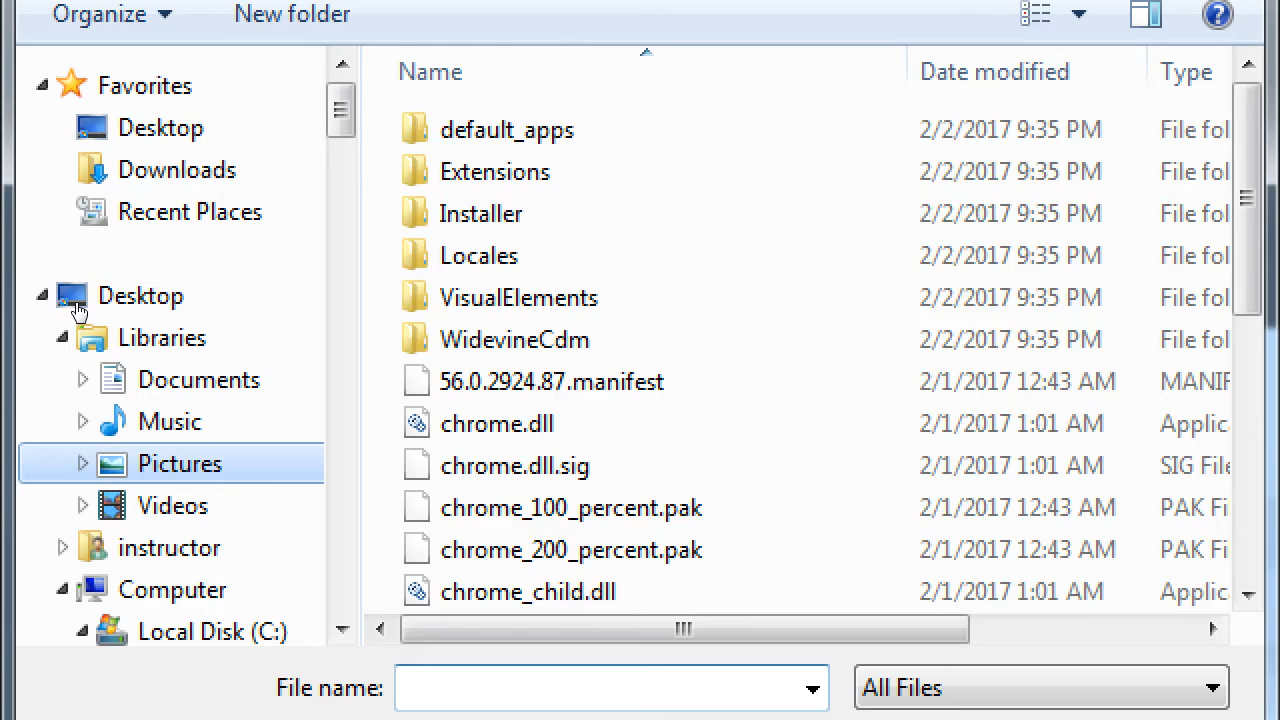 Organize New folder
Name Date modified Type
Favorites
Desktop
Downloads
Recent Places
Desktop
Libraries
Documents
Music
Pictures
Videos
instructor
Computer
Local Disk (C:)
default_apps 2/2/2017 9:35 PM File fol
Extensions 2/2/2017 9:35 PM File fol
Installer 2/2/2017 9:35 PM File fol
Locales 2/2/2017 9:35 PM File fol
VisualElements 2/2/2017 9:35 PM File fol
WidevineCdm 2/2/2017 9:35 PM File fol
56.0.2924.87.manifest 2/1/2017 12:43 AM MANIF
chrome.dll 2/1/2017 1:01 AM Applic
chrome.dll.sig 2/1/2017 1:01 AM SIG File
chrome_100_percent.pak 2/1/2017 12:43 AM PAK Fi
chrome_200_percent.pak 2/1/2017 12:43 AM PAK Fi
chrome_child.dll 2/1/2017 1:01 AM Applic
File name: All Files